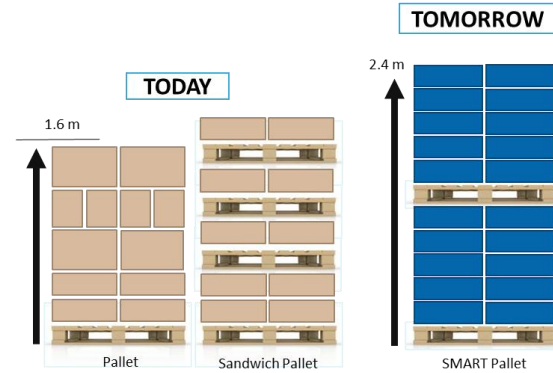 TOMORROW
2.4 m
TODAY
1.6 m
Pallet
Sandwich Pallet
SMART Pallet